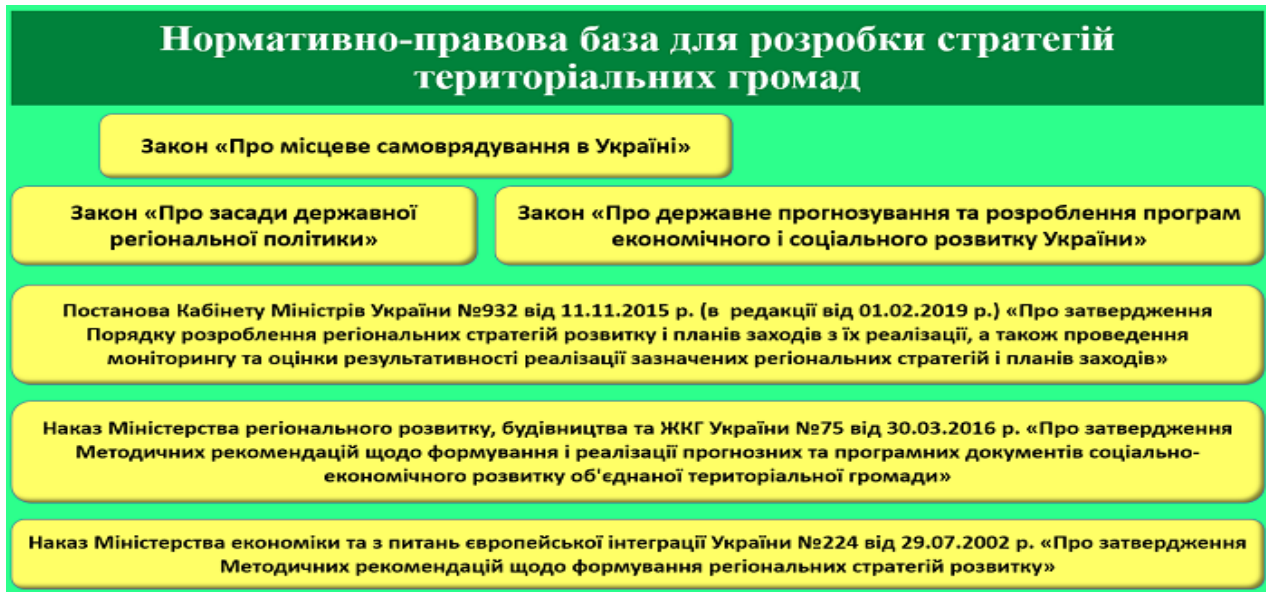 Нормативно-правова база для розробки стратегій
територіальних громад
Закон «Про місцеве самоврядування в Україні»
Закон «Про засади державної
регіональної політики»
Закон «Про державне прогнозування та розроблення програм
економічного і соціального розвитку України»
Постанова Кабінету Міністрів України №932 від 11.11.2015 р. (в редакції від 01.02.2019 р.) «Про затвердження
Порядку розроблення регіональних стратегій розвитку і планів заходів з їх реалізації, а також проведення
моніторингу та оцінки результативності реалізації зазначених регіональних стратегій і планів заходів»
Наказ Міністерства регіонального розвитку, будівництва та ЖКГ України №75 від 30.03.2016 р. «Про затвердження
Методичних рекомендацій щодо формування і реалізації прогнозних та програмних документів соціально-
економічного розвитку об'єднаної територіальної громади»
Наказ Міністерства економіки та з питань європейської інтеграції України №224 від 29.07.2002 р. «Про затвердження
Методичних рекомендацій щодо формування регіональних стратегій розвитку»